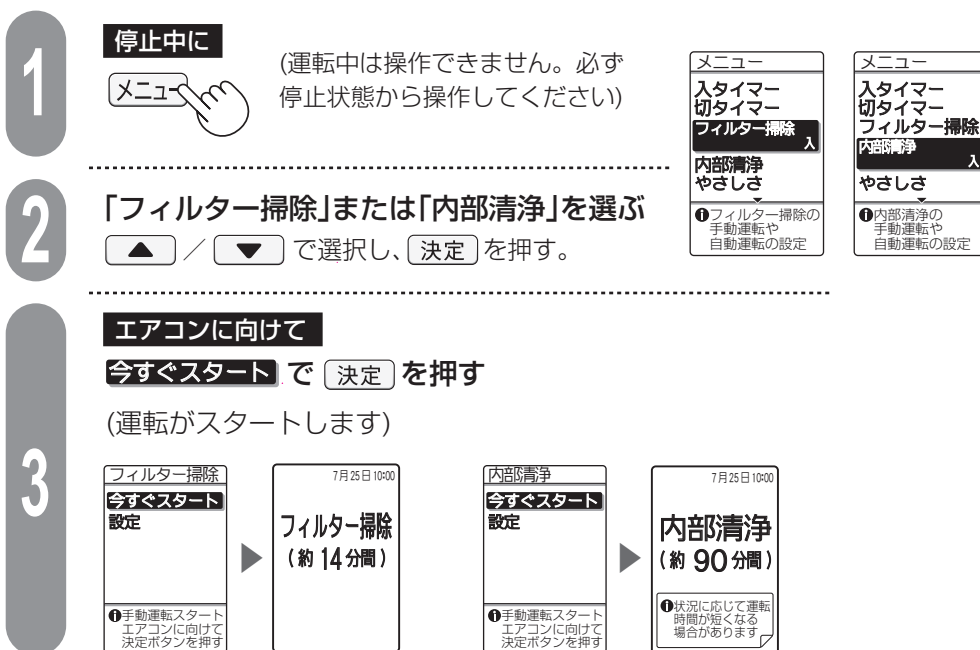 1
停止中に
メニュー
(運転中は操作できません。必ず
停止状態から操作してください)
メニュー
入タイマー
切タイマー
フィルター掃除
入
内部清浄
やさしさ
フィルター掃除の
手動運転や
自動運転の設定
メニュー
入タイマー
切タイマー
フィルター掃除
内部清浄
入
やさしさ
内部清浄の
手動運転や
自動運転の設定
2
「フィルター掃除」または「内部清浄」を選ぶ
▲ / ▼ で選択し、決定を押す。
3
エアコンに向けて
今すぐスタート で 決定 を押す
(運転がスタートします)
フィルター掃除
今すぐスタート
設定
手動運転スタート
エアコンに向けて
決定ボタンを押す
7月25日10:00
フィルター掃除
(約14分間)
内部清浄
今すぐスタート
設定
手動運転スタート
エアコンに向けて
決定ボタンを押す
7月25日10:00
内部清浄
(約90分間)
状況に応じて運転
時間が短くなる
場合があります